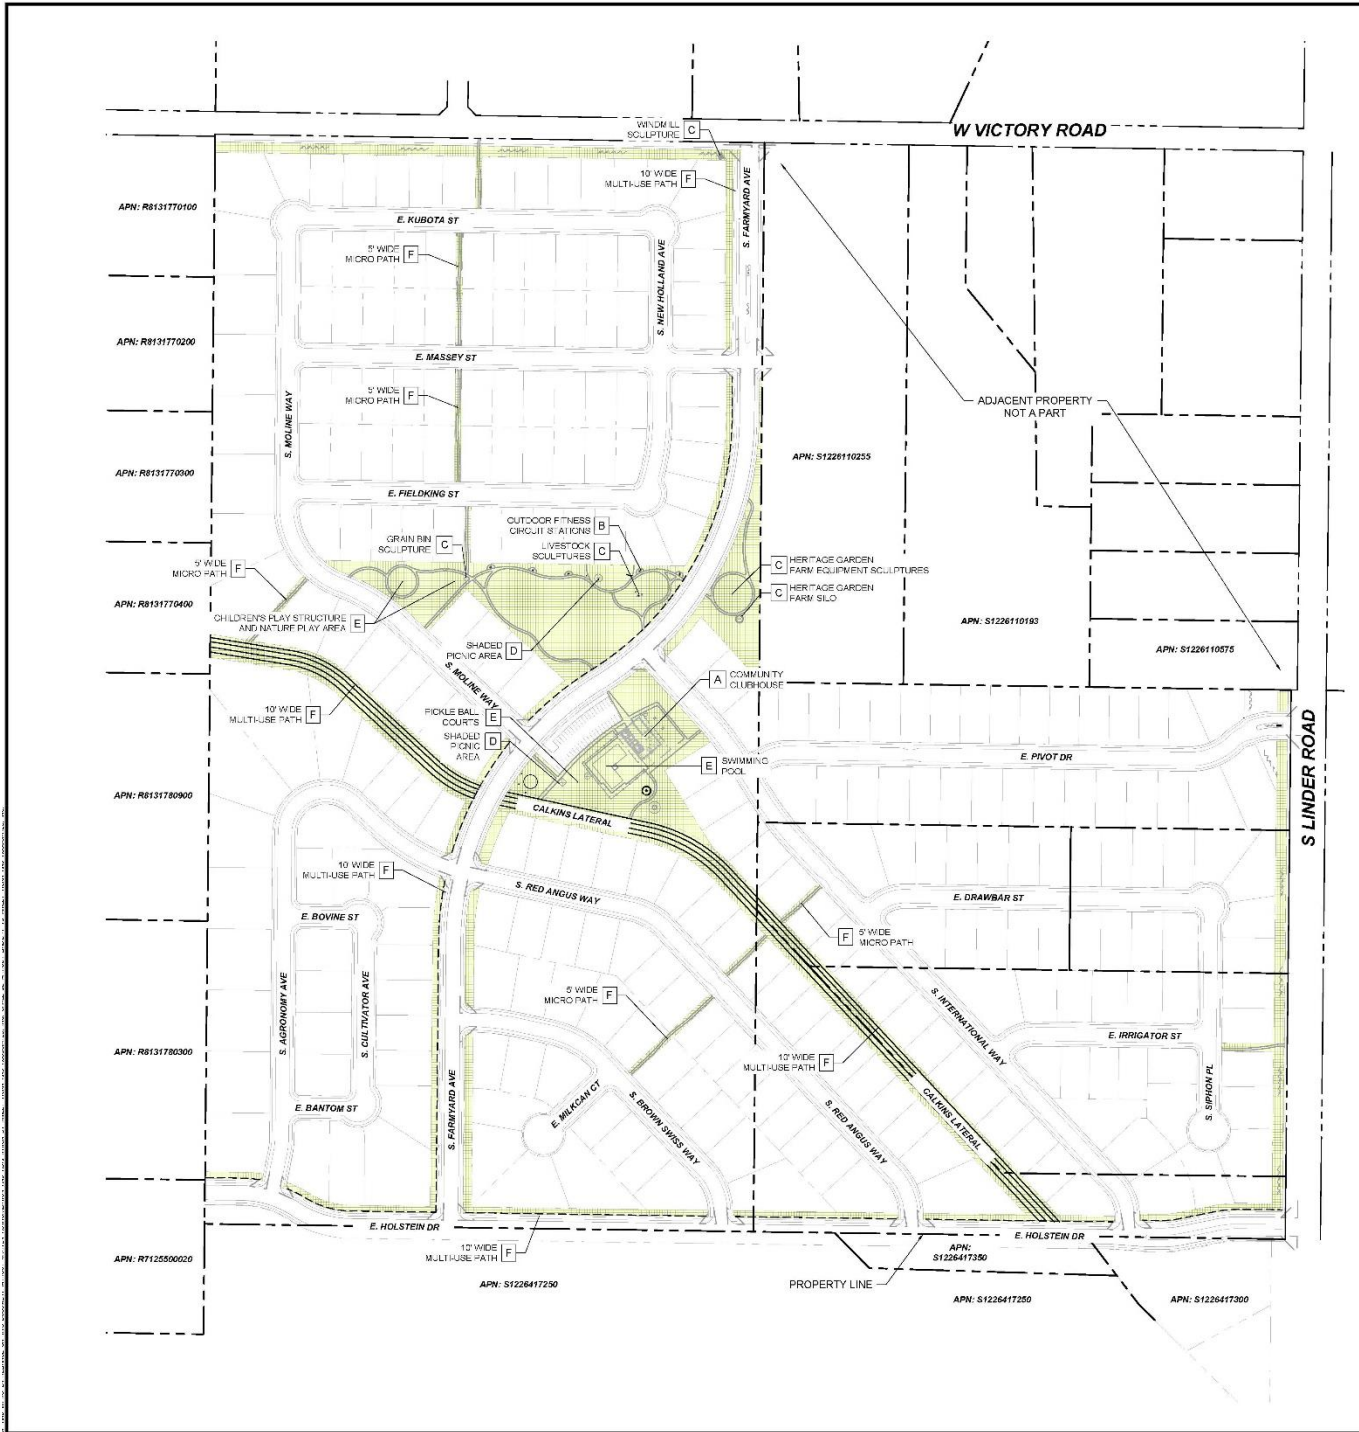 W VICTORY ROAD
WINDMILL
SCULPTURE
C
10' WIDE
MULTI-USE PATH
F
S. FARMYARD AVE
APN: R8131770100
E. KUBOTA ST
5' WIDE
MICRO PATH
F
S. NEW HOLLAND AVE
APN: R8131770200
E. MASSEY ST
5' WIDE
MICRO PATH
F
S. MOLINE WAY
ADJACENT PROPERTY
NOT A PART
APN: S1226110255
APN: R8131770300
E. FIELDKING ST
OUTDOOR FITNESS
CIRCUIT STATIONS
B
GRAIN BIN
SCULPTURE
C
LIVESTOCK
SCULPTURES
C
5' WIDE
MICRO PATH
F
C
HERITAGE GARDEN
FARM EQUIPMENT SCULPTURES
C
HERITAGE GARDEN
FARM SILO
APN: R8131770400
CHILDREN'S PLAY STRUCTURE
AND NATURE PLAY AREA
E
APN: S1226110193
SHADED
PICNIC AREA
D
APN: S1226110575
S. MOLINE WAY
A
COMMUNITY
CLUBHOUSE
10' WIDE
MULTI-USE PATH
F
PICKLE BALL
COURTS
E
SHADED
PICNIC
AREA
D
E. PIVOT DR
E
SWIMMING
POOL
S LINDER ROAD
APN: R8131780900
CALKINS LATERAL
10' WIDE
MULTI-USE PATH
F
S. RED ANGUS WAY
E. DRAWBAR ST
E. BOVINE ST
F
5' WIDE
MICRO PATH
S. AGRONOMY AVE
S. CULTIVATOR AVE
5' WIDE
MICRO PATH
F
S. INTERNATIONAL WAY
E. IRRIGATOR ST
APN: R8131780300
10' WIDE
MULTI-USE PATH
F
S. FARMYARD AVE
E. MILKCAN CT
S. BROWN SWISS WAY
S. RED ANGUS WAY
CALKINS LATERAL
S. SIPHON PL
E. BANTOM ST
E. HOLSTEIN DR
E. HOLSTEIN DR
10' WIDE
MULTI-USE PATH
F
APN:
S1226417350
APN: R7125500020
APN: S1226417250
PROPERTY LINE
APN: S1226417250
APN: S1226417300